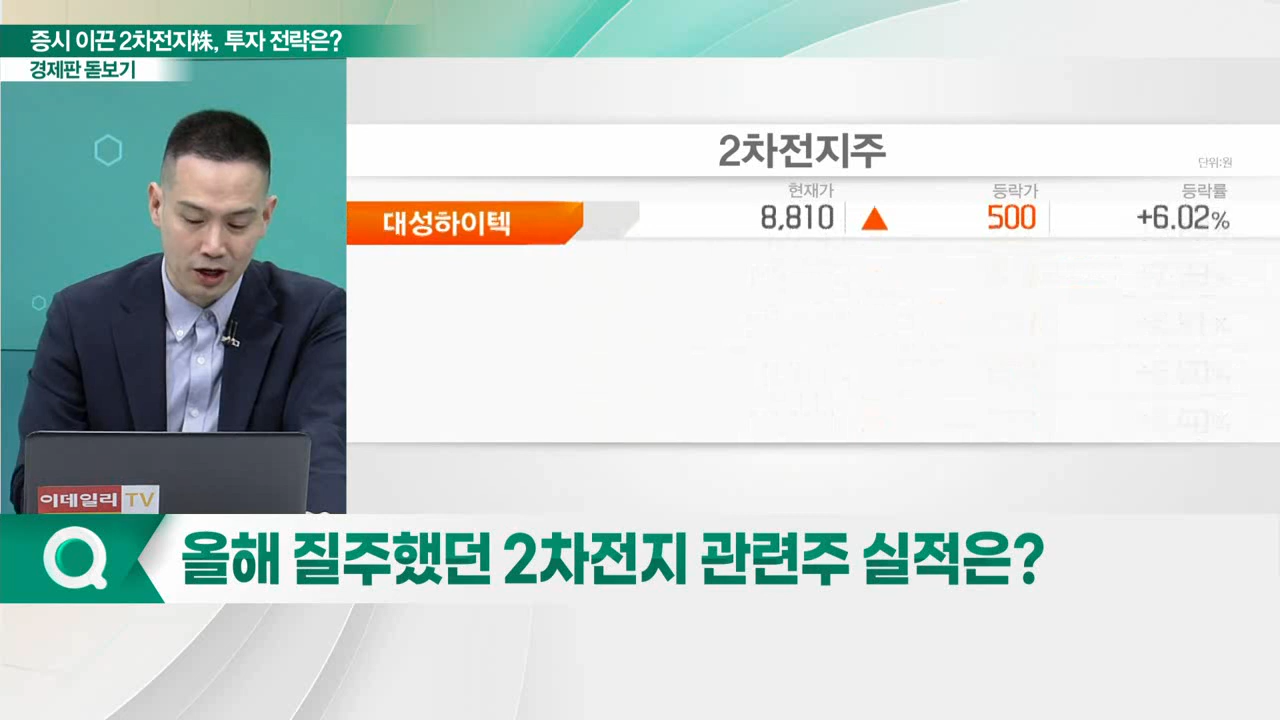 증시 이끈 2차전지株, 투자 전략은?
경제판 돋보기
2차전지주
단위:원
현재가 등락가 등락률
대성하이텍 8,810 ▲ 500 +6.02%
이데일리 TV
올해 질주했던 2차전지 관련주 실적은?